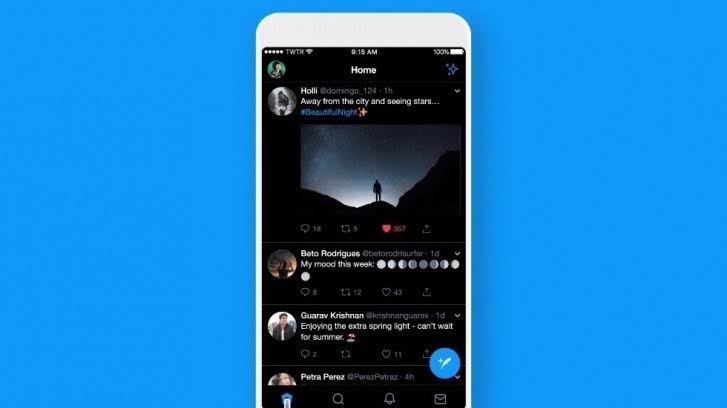 TWTR 9:15 AM 100%
Home
Holli @domingo_124 · 1h
Away from the city and seeing stars...
#BeautifulNight✨
18 5 357
Beto Rodrigues @betorodrisurfer · 1d
My mood this week: 🌕🌔🌓🌒🌑🌘🌗🌖
🌕
8 12 43
Guarav Krishnan @krishnanguarav · 1d
Enjoying the extra spring light - can't wait
for summer. 🏖
2 11
Petra Perez @PerezPetraz · 4h